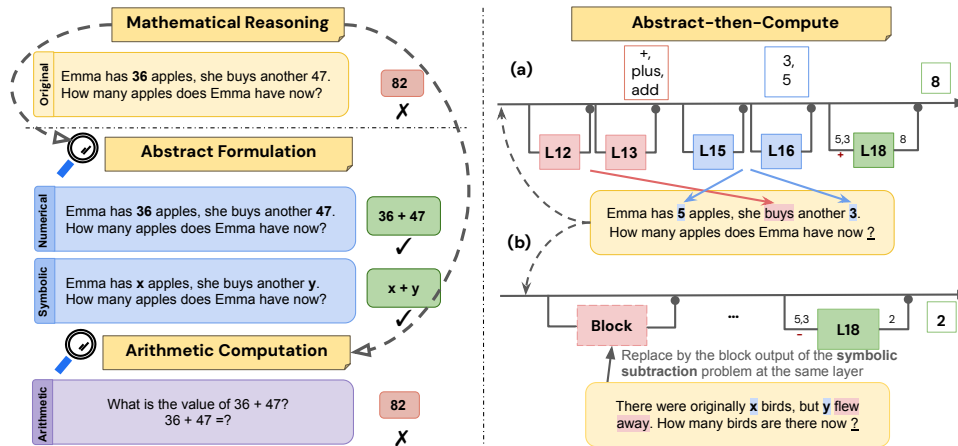 Mathematical Reasoning
Original
Emma has 36 apples, she buys another 47.
How many apples does Emma have now?
82
✗
Abstract Formulation
Numerical
Emma has 36 apples, she buys another 47.
How many apples does Emma have now?
36 + 47
✓
Symbolic
Emma has x apples, she buys another y.
How many apples does Emma have now?
x + y
✓
Arithmetic Computation
Arithmetic
What is the value of 36 + 47?
36 + 47 =?
82
✗
Abstract-then-Compute
(a)
+,
plus,
add
3,
5
8
L12
L13
L15
L16
5,3
+
L18
8
Emma has 5 apples, she buys another 3.
How many apples does Emma have now ?
(b)
Block
...
5,3
−
L18
2
2
Replace by the block output of the symbolic
subtraction problem at the same layer
There were originally x birds, but y flew
away. How many birds are there now ?